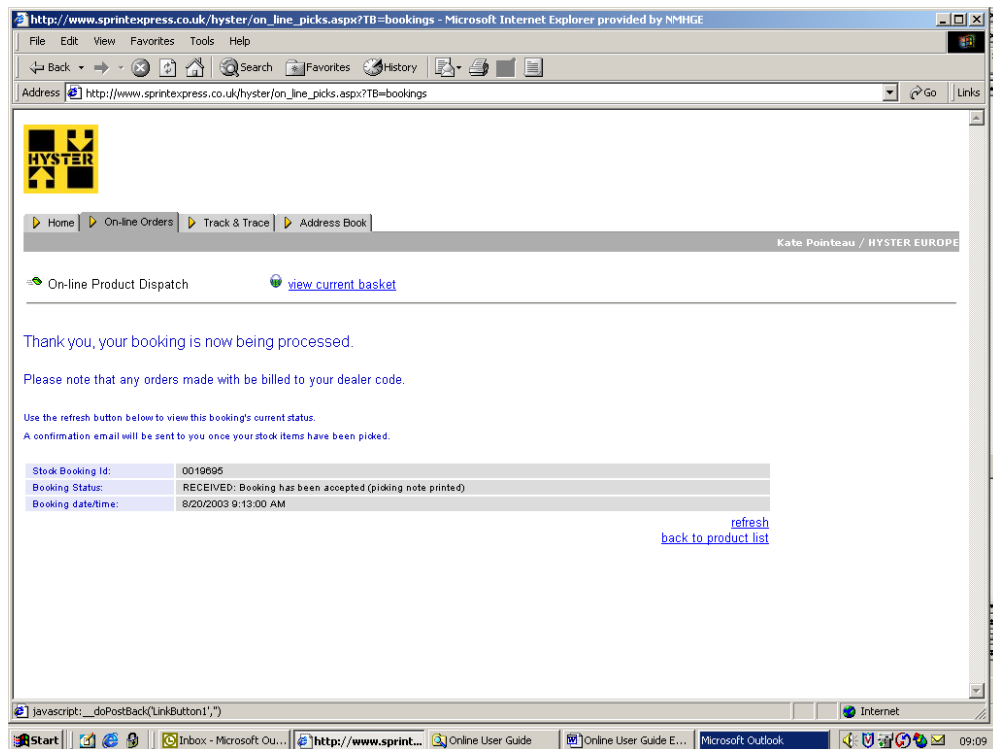 http://www.sprintexpress.co.uk/hyster/on_line_picks.aspx?TB=bookings - Microsoft Internet Explorer provided by NMHGE
File Edit View Favorites Tools Help
Back Search Favorites History
Address http://www.sprintexpress.co.uk/hyster/on_line_picks.aspx?TB=bookings Go Links
HYSTER
Home On-line Orders Track & Trace Address Book
Kate Pointeau / HYSTER EUROPE
On-line Product Dispatch view current basket
Thank you, your booking is now being processed.
Please note that any orders made with be billed to your dealer code.
Use the refresh button below to view this booking's current status.
A confirmation email will be sent to you once your stock items have been picked.
Stock Booking Id: 0019695
Booking Status: RECEIVED: Booking has been accepted (picking note printed)
Booking date/time: 8/20/2003 9:13:00 AM
refresh
back to product list
javascript:__doPostBack('LinkButton1','') Internet
Start Inbox - Microsoft Ou... http://www.sprint... Online User Guide Online User Guide E... Microsoft Outlook 09:09